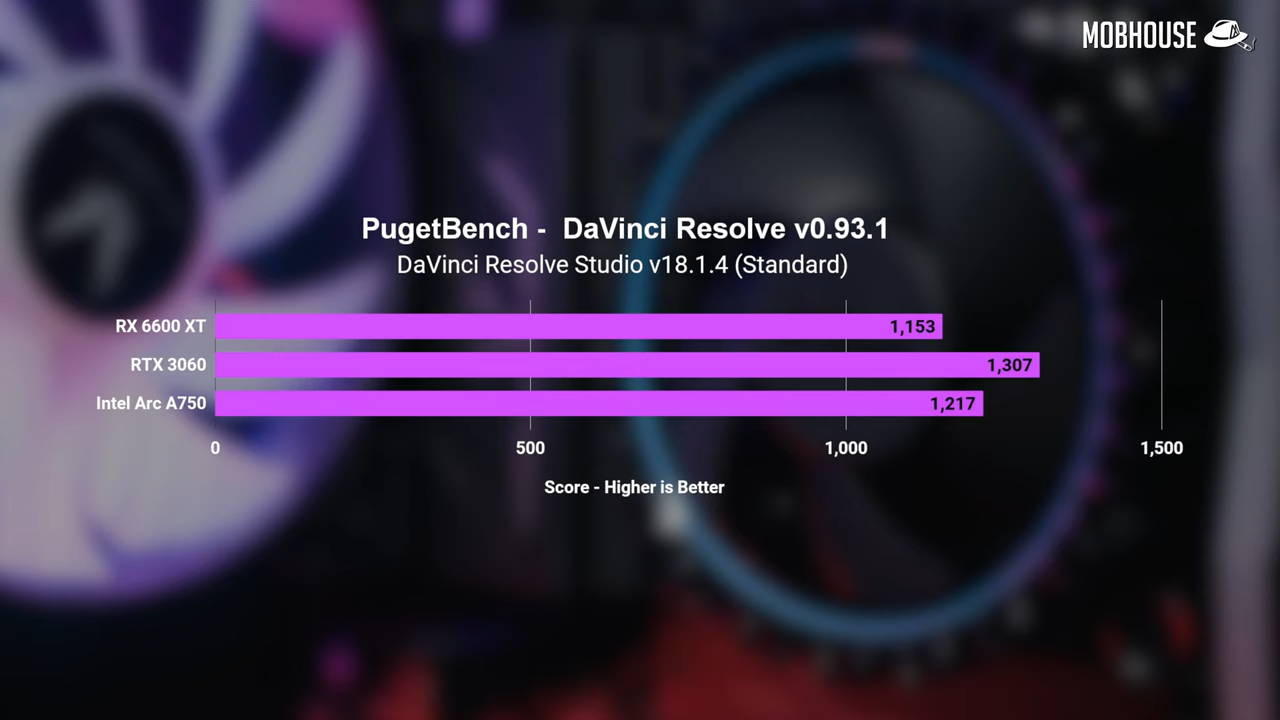 MOBHOUSE
PugetBench - DaVinci Resolve v0.93.1
DaVinci Resolve Studio v18.1.4 (Standard)
RX 6600 XT 1,153
RTX 3060 1,307
Intel Arc A750 1,217
0 500 1,000 1,500
Score - Higher is Better